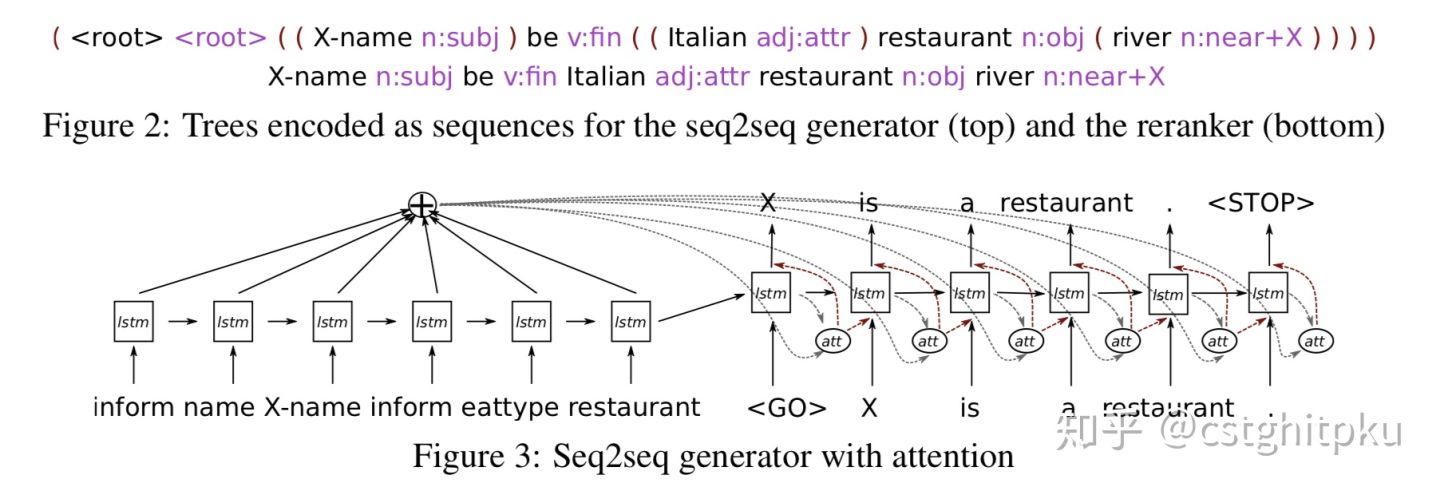 ( <root> <root> ( ( X-name n:subj ) be v:fin ( ( Italian adj:attr ) restaurant n:obj ( river n:near+X ) ) ) )
X-name n:subj be v:fin Italian adj:attr restaurant n:obj river n:near+X
Figure 2: Trees encoded as sequences for the seq2seq generator (top) and the reranker (bottom)
+
X is a restaurant . <STOP>
lstm lstm lstm lstm lstm lstm
lstm lstm lstm lstm lstm lstm
att att att att att att
inform name X-name inform eattype restaurant <GO> X is a restaurant .
知乎 @cstghitpku
Figure 3: Seq2seq generator with attention